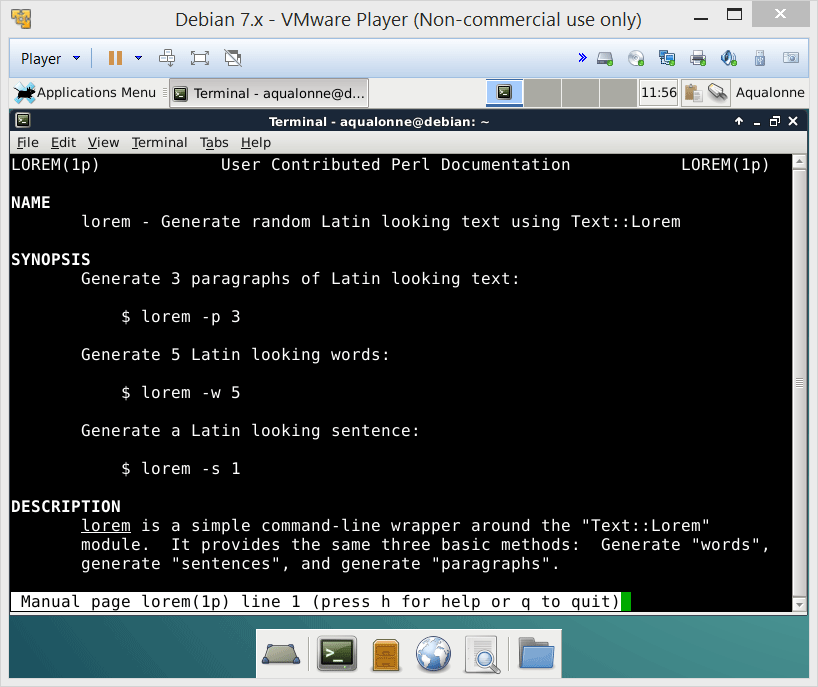 Debian 7.x - VMware Player (Non-commercial use only)
Player
Applications Menu
Terminal - aqualonne@d...
11:56
Aqualonne
Terminal - aqualonne@debian: ~
File Edit View Terminal Tabs Help
LOREM(1p) User Contributed Perl Documentation LOREM(1p)
NAME
lorem - Generate random Latin looking text using Text::Lorem
SYNOPSIS
Generate 3 paragraphs of Latin looking text:
$ lorem -p 3
Generate 5 Latin looking words:
$ lorem -w 5
Generate a Latin looking sentence:
$ lorem -s 1
DESCRIPTION
lorem is a simple command-line wrapper around the "Text::Lorem"
module.  It provides the same three basic methods:  Generate "words",
generate "sentences", and generate "paragraphs".
Manual page lorem(1p) line 1 (press h for help or q to quit)